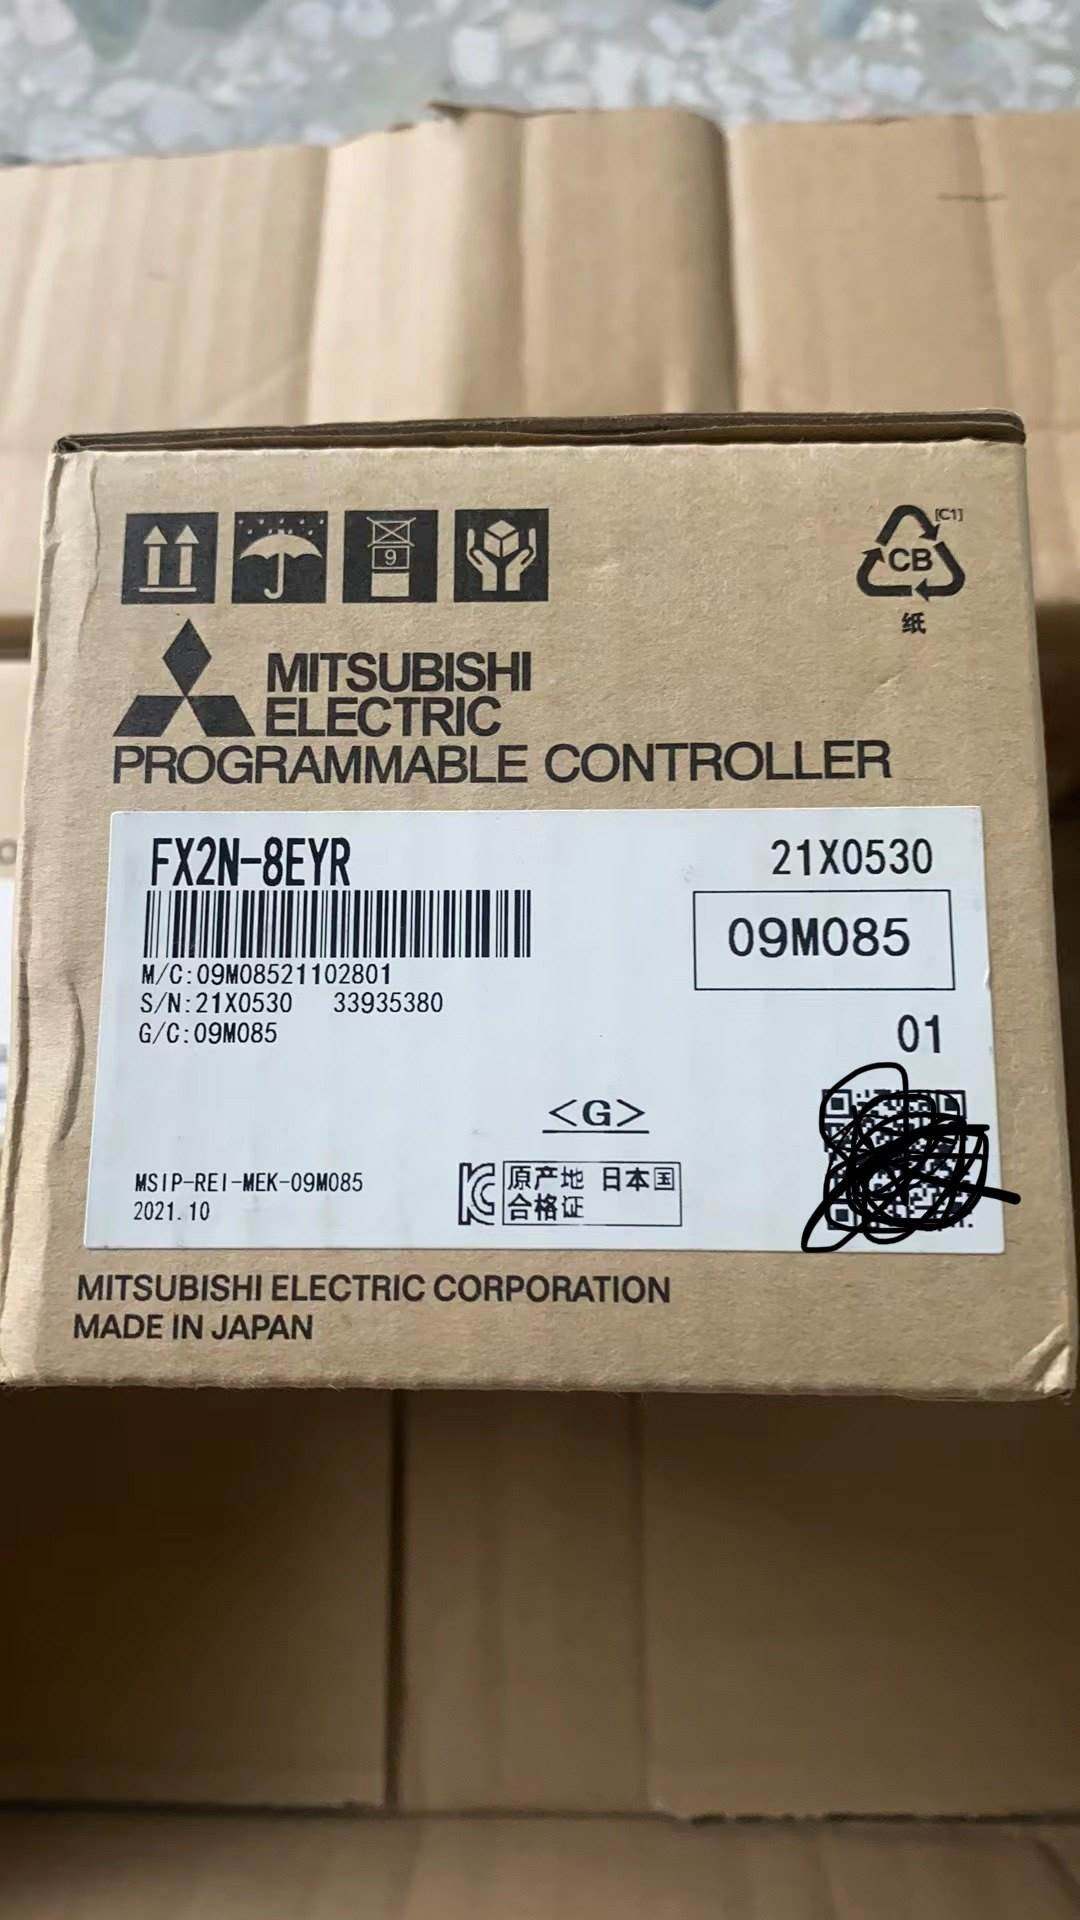 9
[C1]
CB
纸
MITSUBISHI
ELECTRIC
PROGRAMMABLE CONTROLLER
FX2N-8EYR
21X0530
09M085
M/C:09M08521102801
S/N:21X0530 33935380
G/C:09M085
01
<G>
MSIP-REI-MEK-09M085
2021.10
原产地 日本国
合格证
MITSUBISHI ELECTRIC CORPORATION
MADE IN JAPAN